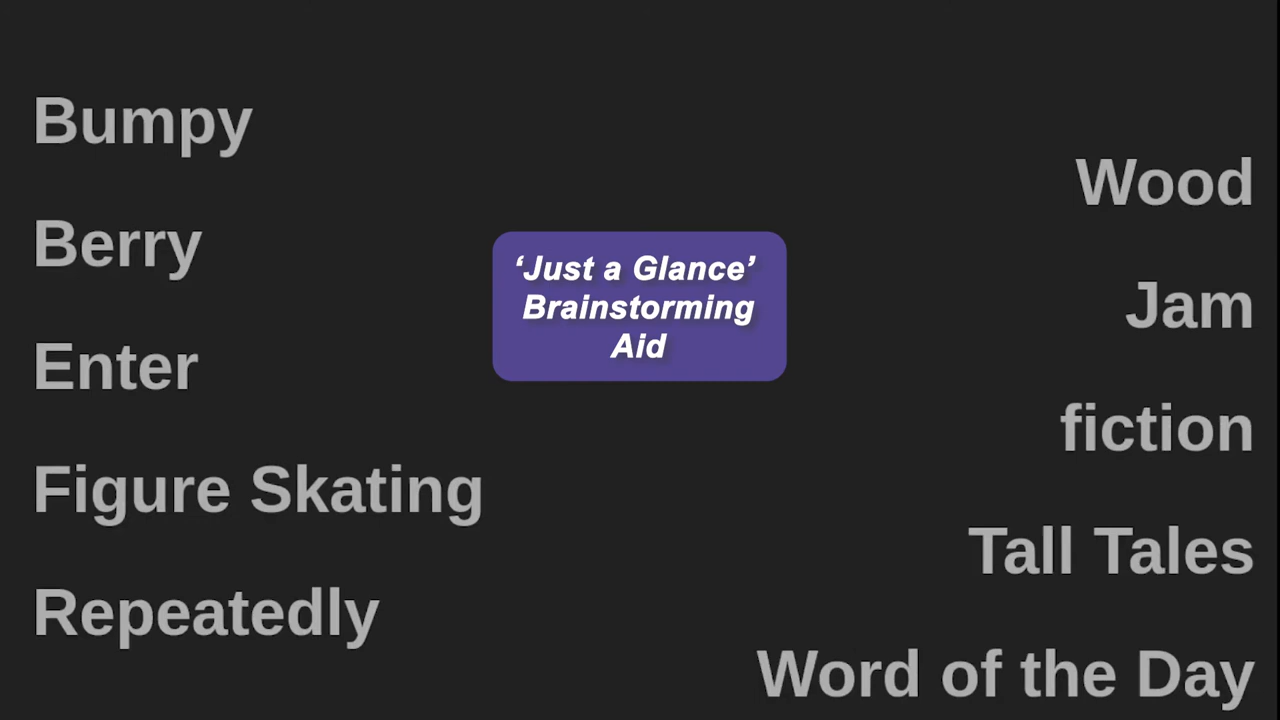 Bumpy
Wood
Berry
‘Just a Glance’
Brainstorming
Aid
Jam
Enter
fiction
Figure Skating
Tall Tales
Repeatedly
Word of the Day